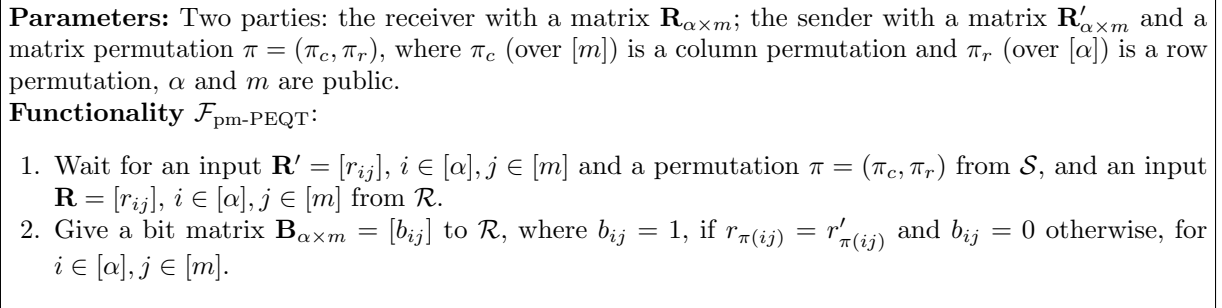 Parameters: Two parties: the receiver with a matrix R_{α×m}; the sender with a matrix R′_{α×m} and a
matrix permutation π = (π_c, π_r), where π_c (over [m]) is a column permutation and π_r (over [α]) is a row
permutation, α and m are public.
Functionality F_{pm-PEQT}:
1. Wait for an input R′ = [r_{ij}], i ∈ [α], j ∈ [m] and a permutation π = (π_c, π_r) from S, and an input
R = [r_{ij}], i ∈ [α], j ∈ [m] from R.
2. Give a bit matrix B_{α×m} = [b_{ij}] to R, where b_{ij} = 1, if r_{π(ij)} = r′_{π(ij)} and b_{ij} = 0 otherwise, for
i ∈ [α], j ∈ [m].